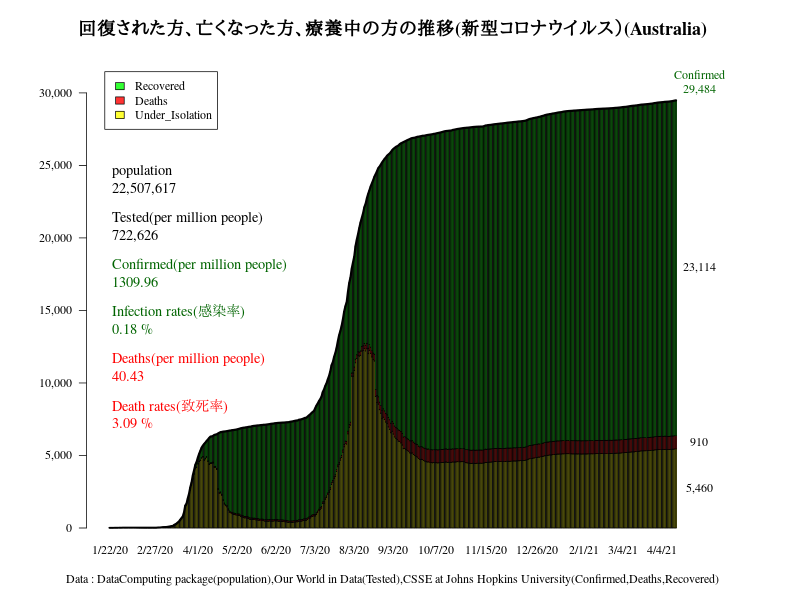 回復された方、亡くなった方、療養中の方の推移(新型コロナウイルス）(Australia)
Confirmed
29,484
Recovered
Deaths
Under_Isolation
population
22,507,617
Tested(per million people)
722,626
Confirmed(per million people)
1309.96
Infection rates(感染率)
0.18 %
Deaths(per million people)
40.43
Death rates(致死率)
3.09 %
30,000
25,000
20,000
15,000
10,000
5,000
0
23,114
910
5,460
1/22/20 2/27/20 4/1/20 5/2/20 6/2/20 7/3/20 8/3/20 9/3/20 10/7/20 11/15/20 12/26/20 2/1/21 3/4/21 4/4/21
Data : DataComputing package(population),Our World in Data(Tested),CSSE at Johns Hopkins University(Confirmed,Deaths,Recovered)